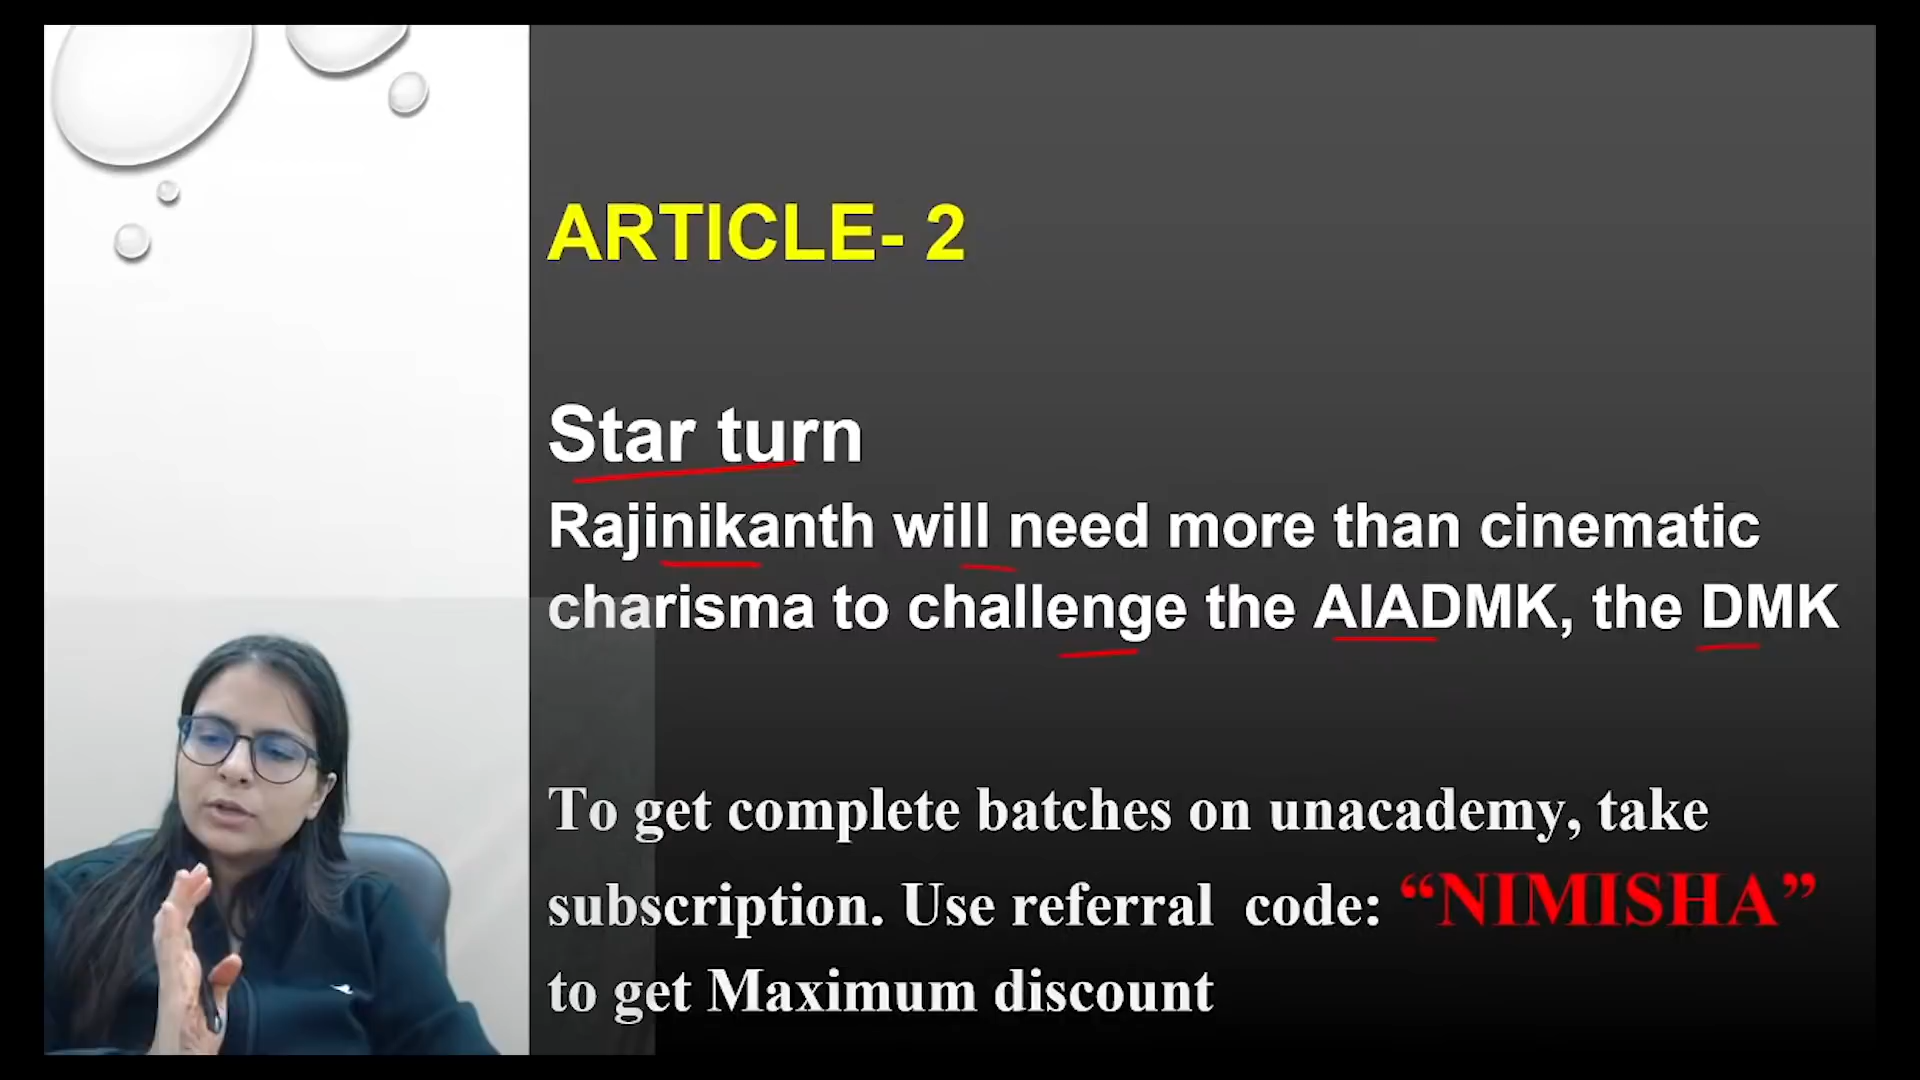 ARTICLE- 2
Star turn
Rajinikanth will need more than cinematic
charisma to challenge the AIADMK, the DMK
To get complete batches on unacademy, take
subscription. Use referral code: “NIMISHA”
to get Maximum discount